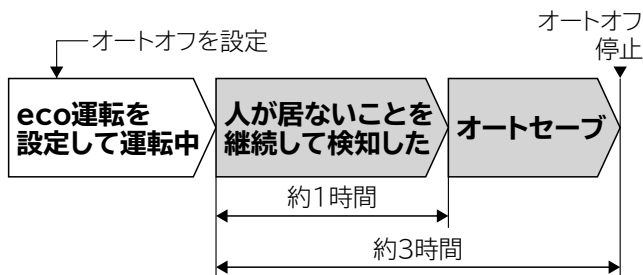 オートオフを設定
オートオフ
停止
eco運転を
設定して運転中
人が居ないことを
継続して検知した
オートセーブ
約1時間
約3時間